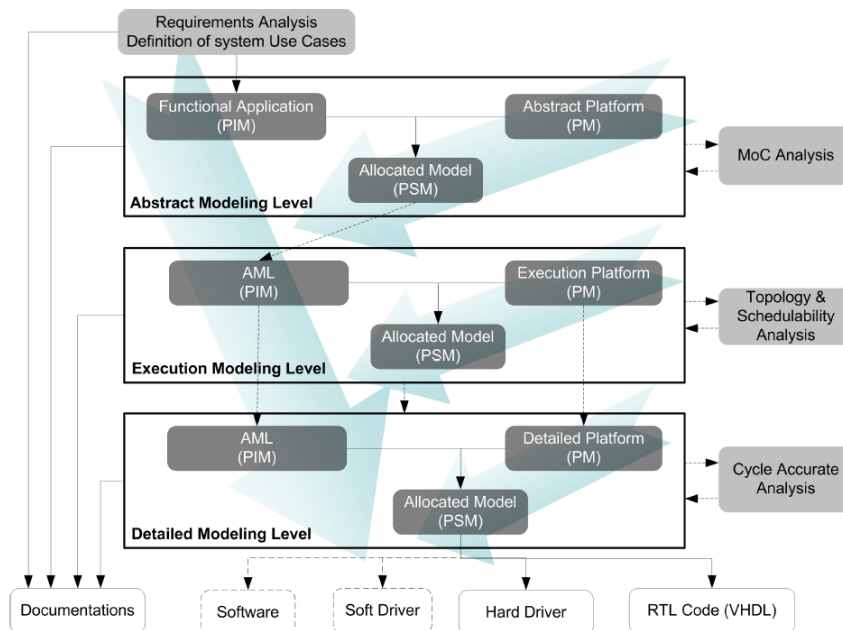 Requirements Analysis
Definition of system Use Cases
Functional Application
(PIM)
Abstract Platform
(PM)
MoC Analysis
Allocated Model
(PSM)
Abstract Modeling Level
AML
(PIM)
Execution Platform
(PM)
Topology &
Schedulability
Analysis
Allocated Model
(PSM)
Execution Modeling Level
AML
(PIM)
Detailed Platform
(PM)
Cycle Accurate
Analysis
Allocated Model
(PSM)
Detailed Modeling Level
Documentations
Software
Soft Driver
Hard Driver
RTL Code (VHDL)